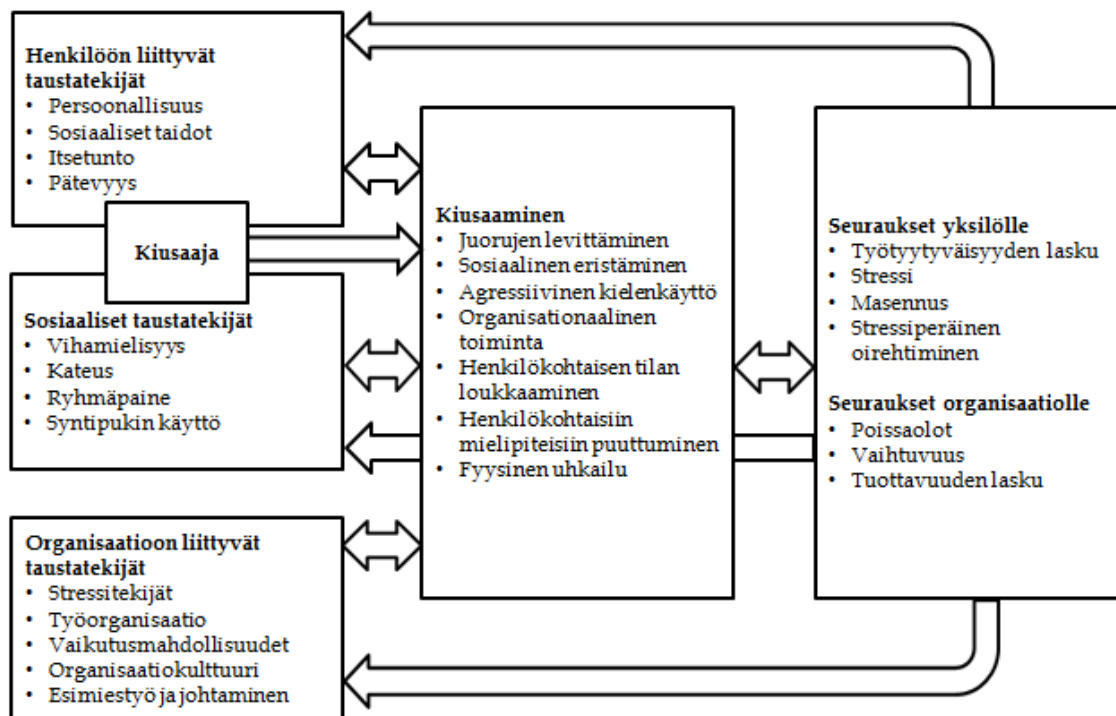 Henkilöön liittyvät
taustatekijät
• Persoonallisuus
• Sosiaaliset taidot
• Itsetunto
• Pätevyys
Kiusaaja
Sosiaaliset taustatekijät
• Vihamielisyys
• Kateus
• Ryhmäpaine
• Syntipukin käyttö
Organisaatioon liittyvät
taustatekijät
• Stressitekijät
• Työorganisaatio
• Vaikutusmahdollisuudet
• Organisaatiokulttuuri
• Esimiestyö ja johtaminen
Kiusaaminen
• Juorujen levittäminen
• Sosiaalinen eristäminen
• Agressiivinen kielenkäyttö
• Organisationaalinen
toiminta
• Henkilökohtaisen tilan
loukkaaminen
• Henkilökohtaisiin
mielipiteisiin puuttuminen
• Fyysinen uhkailu
Seuraukset yksilölle
• Työtyytyväisyyden lasku
• Stressi
• Masennus
• Stressiperäinen
oirehtiminen
Seuraukset organisaatiolle
• Poissaolot
• Vaihtuvuus
• Tuottavuuden lasku